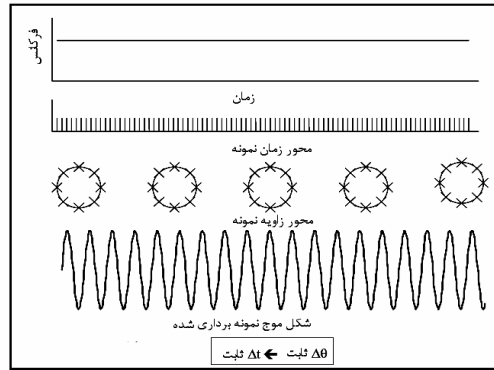 فرکانس
زمان
محور زمان نمونه
محور زاویه نمونه
شکل موج نمونه برداری شده
Δθ ثابت ← Δt ثابت